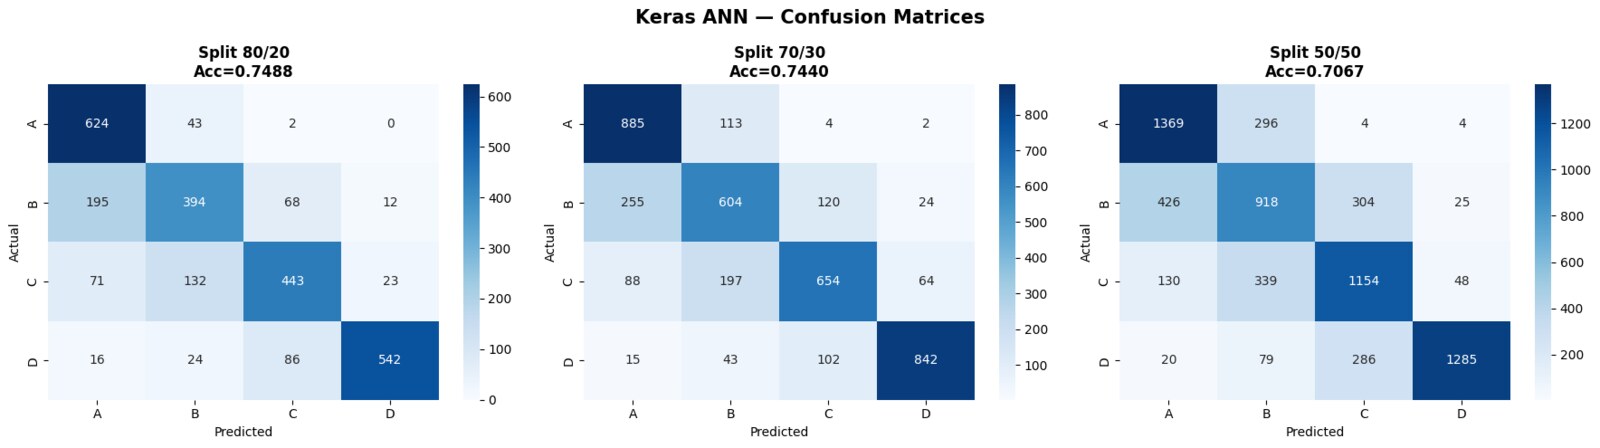 Keras ANN — Confusion Matrices
Split 80/20
Acc=0.7488
A 624 43 2 0
B 195 394 68 12
C 71 132 443 23
D 16 24 86 542
A B C D
Predicted
Actual
600
500
400
300
200
100
0
Split 70/30
Acc=0.7440
A 885 113 4 2
B 255 604 120 24
C 88 197 654 64
D 15 43 102 842
A B C D
Predicted
Actual
800
700
600
500
400
300
200
100
Split 50/50
Acc=0.7067
A 1369 296 4 4
B 426 918 304 25
C 130 339 1154 48
D 20 79 286 1285
A B C D
Predicted
Actual
1200
1000
800
600
400
200